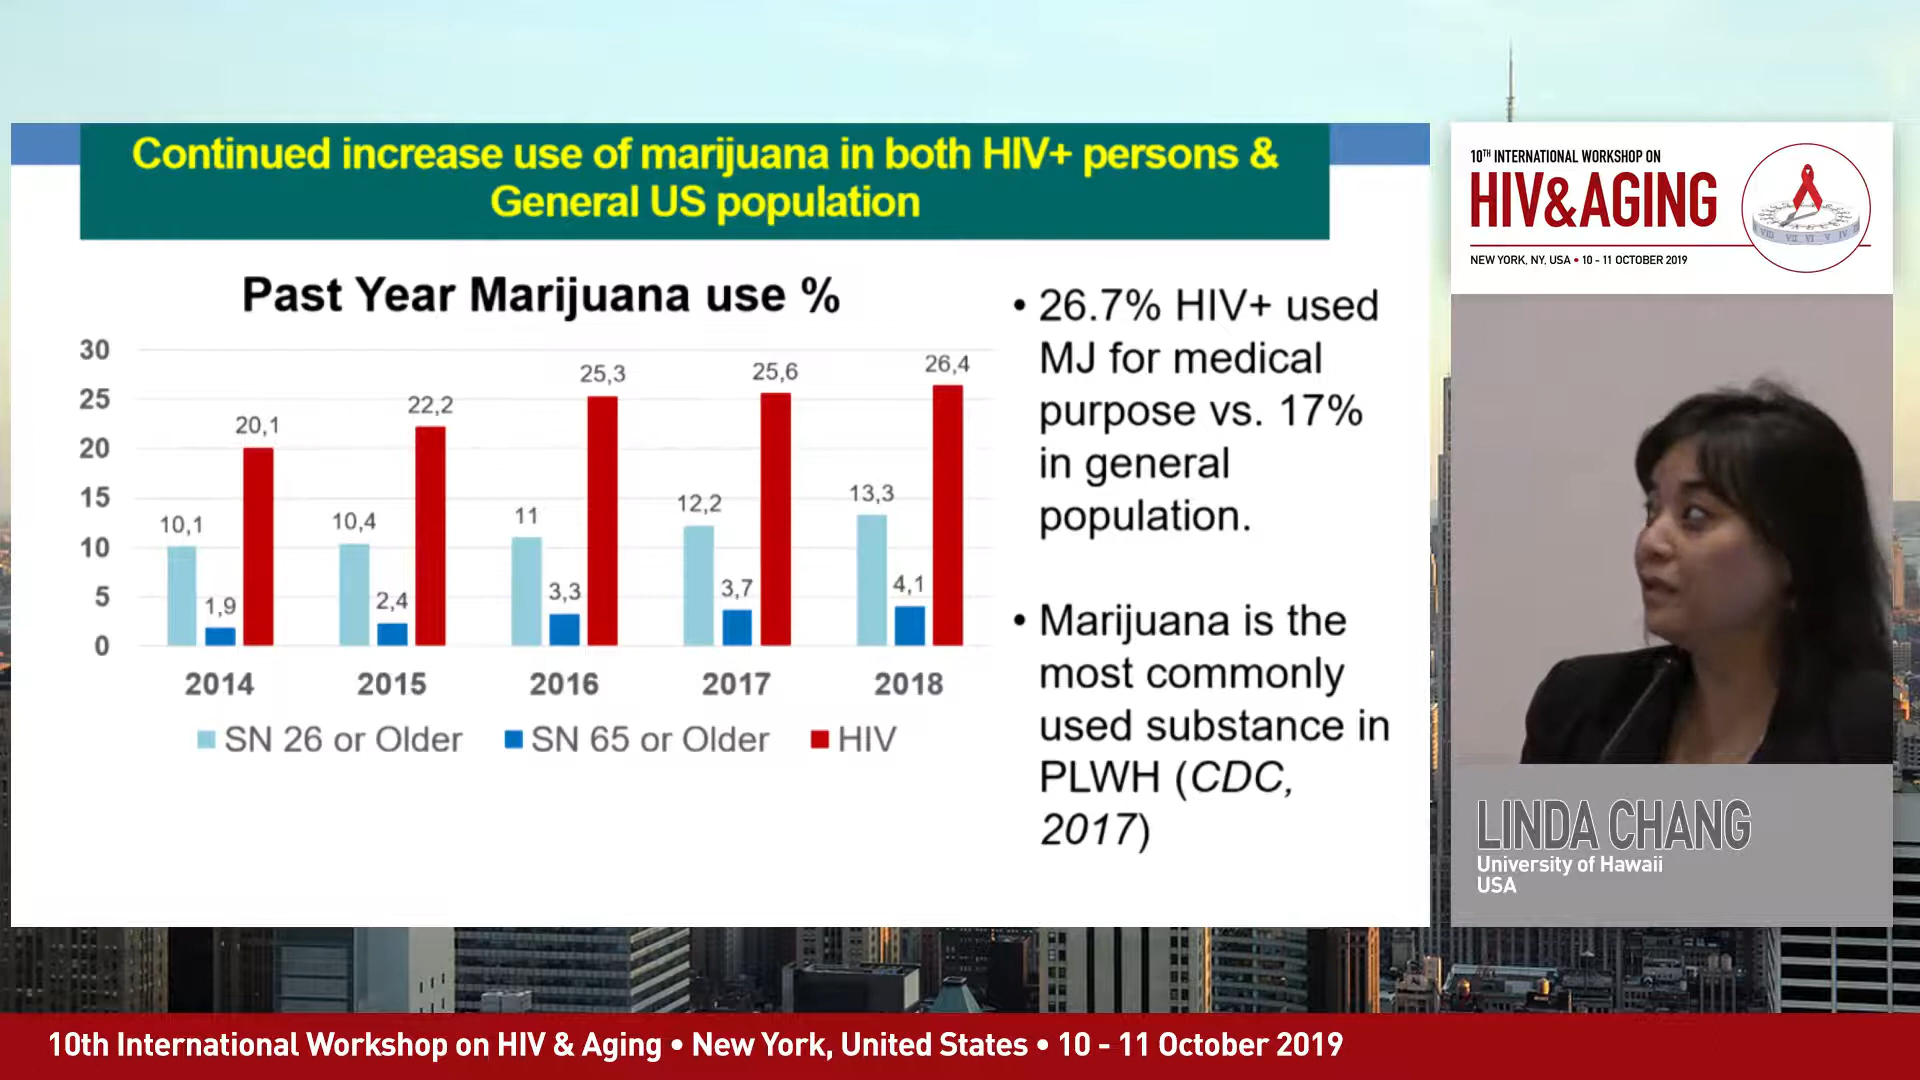 Continued increase use of marijuana in both HIV+ persons &
General US population
Past Year Marijuana use %
30
25
20
15
10
5
0
10,1
1,9
20,1
10,4
2,4
22,2
11
3,3
25,3
12,2
3,7
25,6
13,3
4,1
26,4
2014
2015
2016
2017
2018
SN 26 or Older
SN 65 or Older
HIV
• 26.7% HIV+ used
MJ for medical
purpose vs. 17%
in general
population.
• Marijuana is the
most commonly
used substance in
PLWH (CDC,
2017)
10TH INTERNATIONAL WORKSHOP ON
HIV&AGING
NEW YORK, NY, USA • 10 - 11 OCTOBER 2019
LINDA CHANG
University of Hawaii
USA
10th International Workshop on HIV & Aging • New York, United States • 10 - 11 October 2019